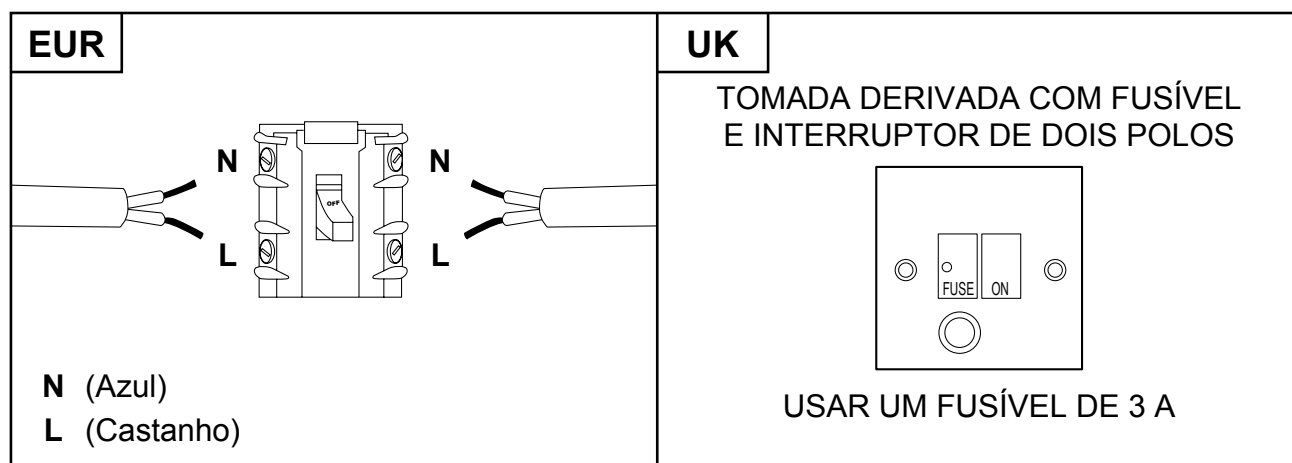 EUR
N
N
OFF
L
L
N (Azul)
L (Castanho)
UK
TOMADA DERIVADA COM FUSÍVEL
E INTERRUPTOR DE DOIS POLOS
FUSE ON
USAR UM FUSÍVEL DE 3 A